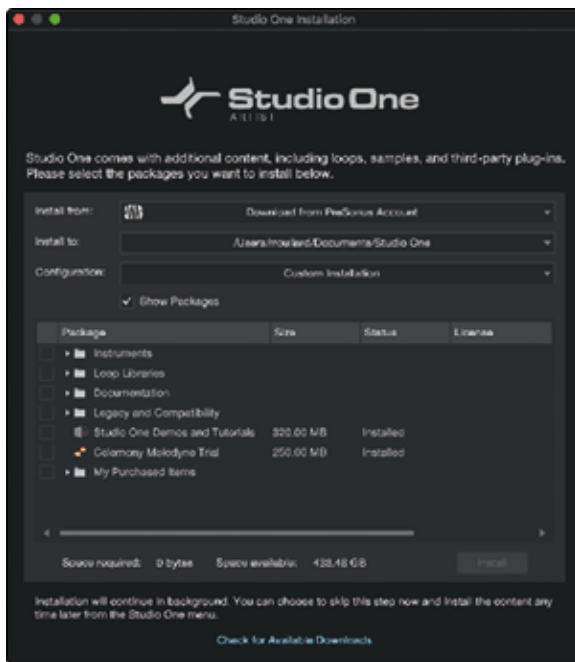 Studio One Installation
Studio One
ARTIST
Studio One comes with additional content, including loops, samples, and third-party plug-ins.
Please select the packages you want to install below.
Install from: Download from PreSonus Account
Install to: /Documents/Studio One
Configuration: Custom Installation
Show Packages
Package Size Status License
Instruments
Loop Libraries
Documentation
Legacy and Compatibility
Studio One Demos and Tutorials 320.00 MB Installed
Celemony Melodyne Trial 250.00 MB Installed
My Purchased Items
Space required: 0 bytes Space available: 433.48 GB Install
Installation will continue in background. You can choose to skip this step now and install the content any
time later from the Studio One menu.
Check for Available Downloads